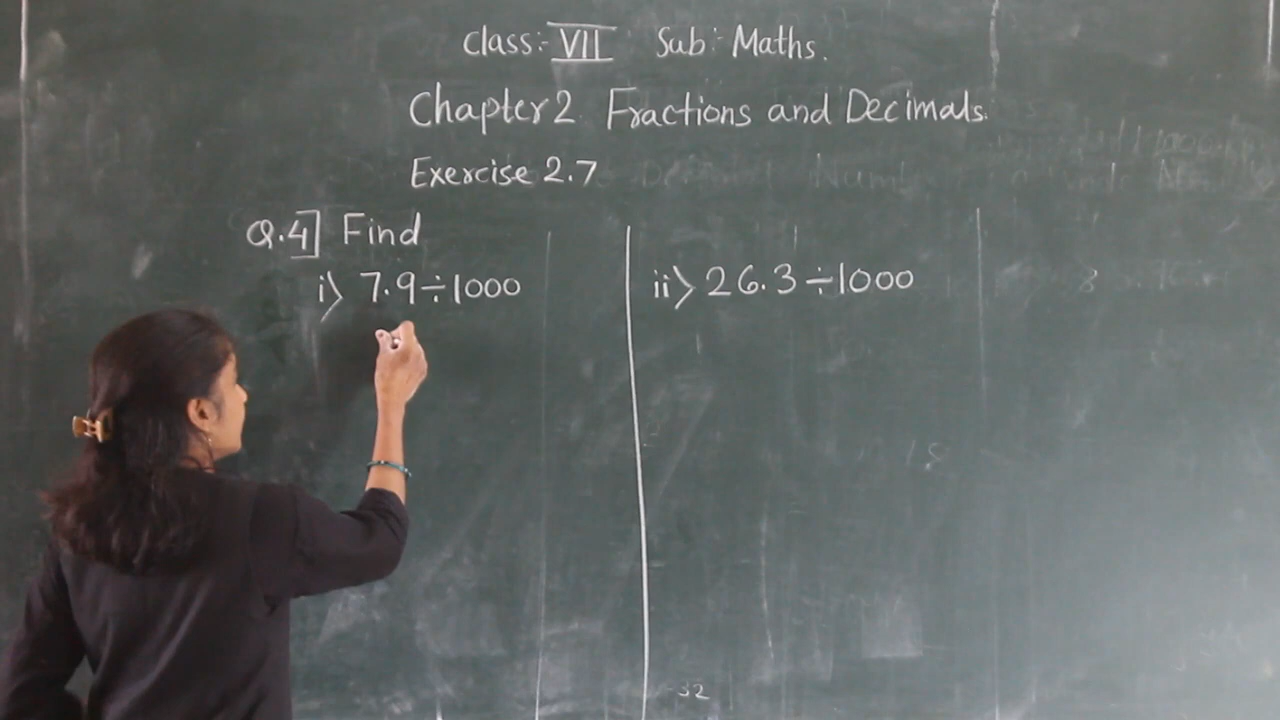 Class:- VII Sub:- Maths.
Chapter 2 Fractions and Decimals.
Exercise 2.7
Q.4] Find
i) 7.9÷1000
ii) 26.3÷1000
32